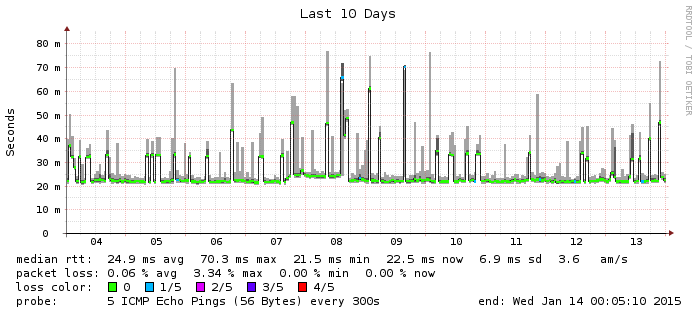 Last 10 Days
RRDTOOL / TOBI OETIKER
Seconds
80 m
70 m
60 m
50 m
40 m
30 m
20 m
10 m
0
04 05 06 07 08 09 10 11 12 13
median rtt: 24.9 ms avg 70.3 ms max 21.5 ms min 22.5 ms now 6.9 ms sd 3.6 am/s
packet loss: 0.06 % avg 3.34 % max 0.00 % min 0.00 % now
loss color: 0 1/5 2/5 3/5 4/5
probe: 5 ICMP Echo Pings (56 Bytes) every 300s end: Wed Jan 14 00:05:10 2015